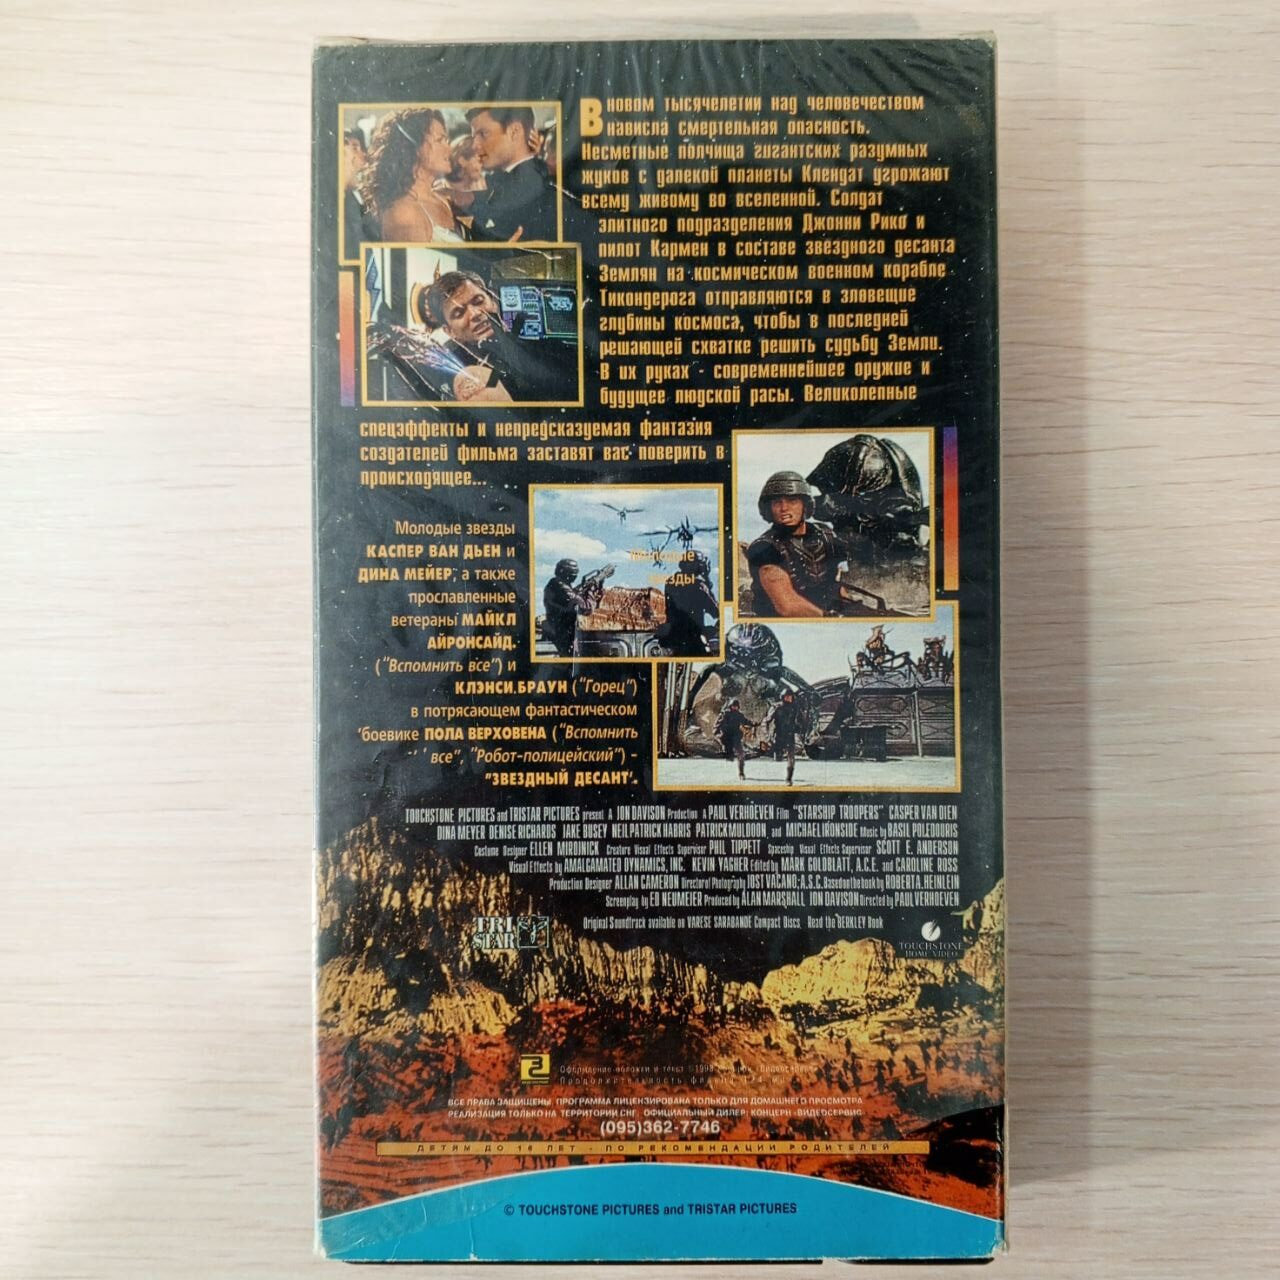 В новом тысячелетии над человечеством
нависла смертельная опасность.
Несметные полчища гигантских разумных
жуков с далекой планеты Клендат угрожают
всему живому во вселенной. Солдат
элитного подразделения Джонни Рико и
пилот Кармен в составе звёздного десанта
Землян на космическом военном корабле
Тикондерога отправляются в зловещие
глубины космоса, чтобы в последней
решающей схватке решить судьбу Земли.
В их руках - современнейшее оружие и
будущее людской расы. Великолепные
спецэффекты и непредсказуемая фантазия
создателей фильма заставят вас поверить в
происходящее...
Молодые звезды
КАСПЕР ВАН ДЬЕН и
ДИНА МЕЙЕР, а также
прославленные
ветераны МАЙКЛ
АЙРОНСАЙД.
("Вспомнить все") и
КЛЭНСИ.БРАУН ("Горец")
в потрясающем фантастическом
боевике ПОЛА ВЕРХОВЕНА ("Вспомнить
все", "Робот-полицейский") -
"ЗВЕЗДНЫЙ ДЕСАНТ".
Молодые
звезды
TOUCHSTONE PICTURES and TRISTAR PICTURES present A JON DAVISON Production A PAUL VERHOEVEN Film "STARSHIP TROOPERS" CASPER VAN DIEN
DINA MEYER DENISE RICHARDS JAKE BUSEY NEIL PATRICK HARRIS PATRICK MULDOON and MICHAEL IRONSIDE Music by BASIL POLEDOURIS
Costume Designer ELLEN MIROJNICK Creature Visual Effects Supervisor PHIL TIPPETT Spaceship Visual Effects Supervisor SCOTT E. ANDERSON
Visual Effects by AMALGAMATED DYNAMICS, INC. KEVIN YAGHER Edited by MARK GOLDBLATT, A.C.E. and CAROLINE ROSS
Production Designer ALLAN CAMERON Director of Photography JOST VACANO, A.S.C. Based on the book by ROBERT A. HEINLEIN
Screenplay by ED NEUMEIER Produced by ALAN MARSHALL JON DAVISON Directed by PAUL VERHOEVEN
Original Soundtrack available on VARESE SARABANDE Compact Discs. Read the BERKLEY Book
TRI
STAR
TOUCHSTONE
HOME VIDEO
Оформление обложки и текст ©1998
Продолжительность фильма 124
ВСЕ ПРАВА ЗАЩИЩЕНЫ. ПРОГРАММА ЛИЦЕНЗИРОВАНА ТОЛЬКО ДЛЯ ДОМАШНЕГО ПРОСМОТРА
РЕАЛИЗАЦИЯ ТОЛЬКО НА ТЕРРИТОРИИ СНГ. ОФИЦИАЛЬНЫЙ ДИЛЕР: КОНЦЕРН «ВИДЕОСЕРВИС
(095)362-7746
ДЕТЯМ ДО 16 ЛЕТ - ПО РЕКОМЕНДАЦИИ РОДИТЕЛЕЙ
© TOUCHSTONE PICTURES and TRISTAR PICTURES